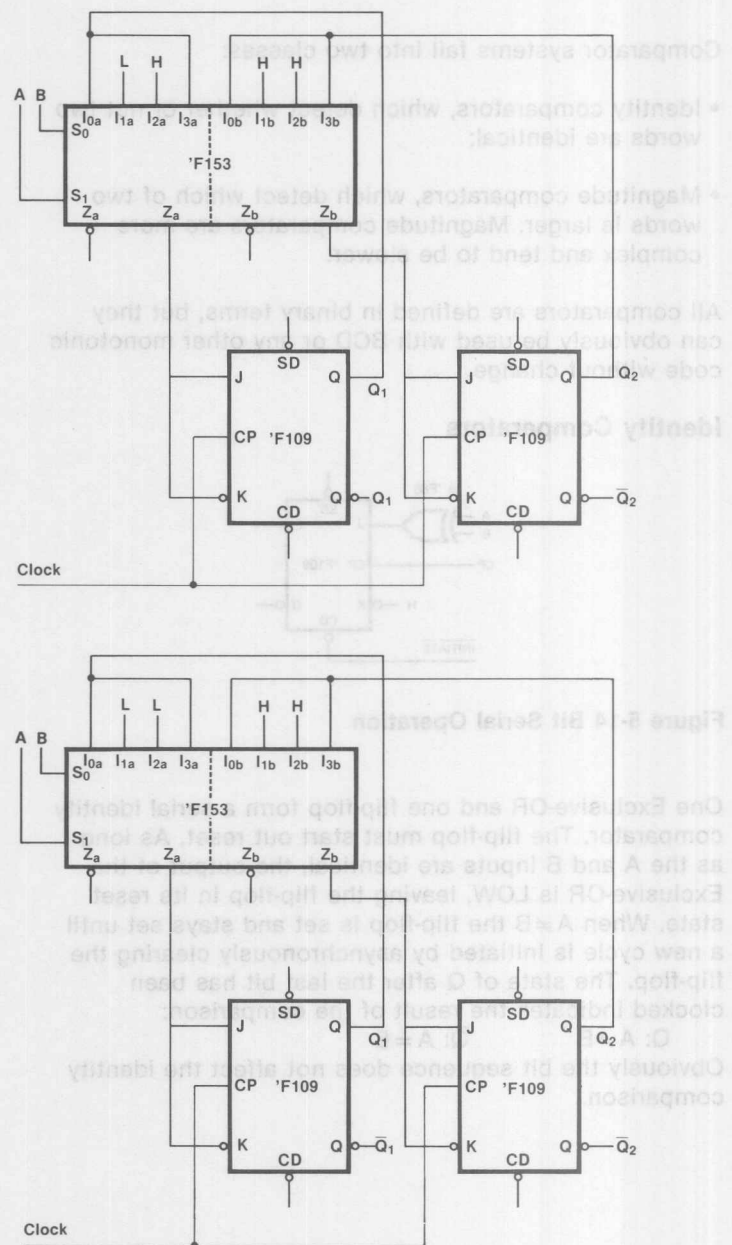 L H H H
A B I0a I1a I2a I3a I0b I1b I2b I3b
S0
'F153
S1
Za Za Zb Zb
SD SD
J Q Q1 J Q Q2
CP 'F109 CP 'F109
K Q Q1 K Q Q̅2
CD CD
Clock
L L H H
A B I0a I1a I2a I3a I0b I1b I2b I3b
S0
'F153
S1
Za Za Zb Zb
SD SD
J Q Q1 J Q Q2
CP 'F109 CP 'F109
K Q Q̅1 K Q Q̅2
CD CD
Clock
Comparator systems fall into two classes:
• Identity comparators, which detect whether or not two
words are identical;
• Magnitude comparators, which detect which of two
words is larger. Magnitude comparators are more
complex and tend to be slower.
All comparators are defined in binary terms, but they
can obviously be used with BCD or any other monotonic
code without change.
Identity Comparators
Figure 5-14 Bit Serial Operation
One Exclusive-OR and one flip-flop form a serial identity
comparator. The flip-flop must start out reset. As long
as the A and B inputs are identical, the output of the
Exclusive-OR is LOW, leaving the flip-flop in its reset
state. When A≠B the flip-flop is set and stays set until
a new cycle is initiated by asynchronously clearing the
flip-flop. The state of Q after the last bit has been
clocked indicates the result of the comparison:
Obviously the bit sequence does not affect the identity
comparison.